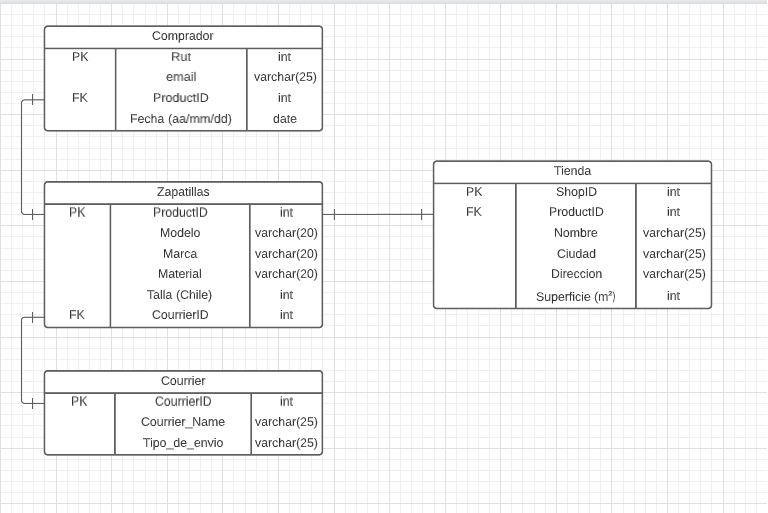 Comprador
PK Rut int
email varchar(25)
FK ProductID int
Fecha (aa/mm/dd) date
Zapatillas
PK ProductID int
Modelo varchar(20)
Marca varchar(20)
Material varchar(20)
Talla (Chile) int
FK CourrierID int
Courrier
PK CourrierID int
Courrier_Name varchar(25)
Tipo_de_envio varchar(25)
Tienda
PK ShopID int
FK ProductID int
Nombre varchar(25)
Ciudad varchar(25)
Direccion varchar(25)
Superficie (m²) int